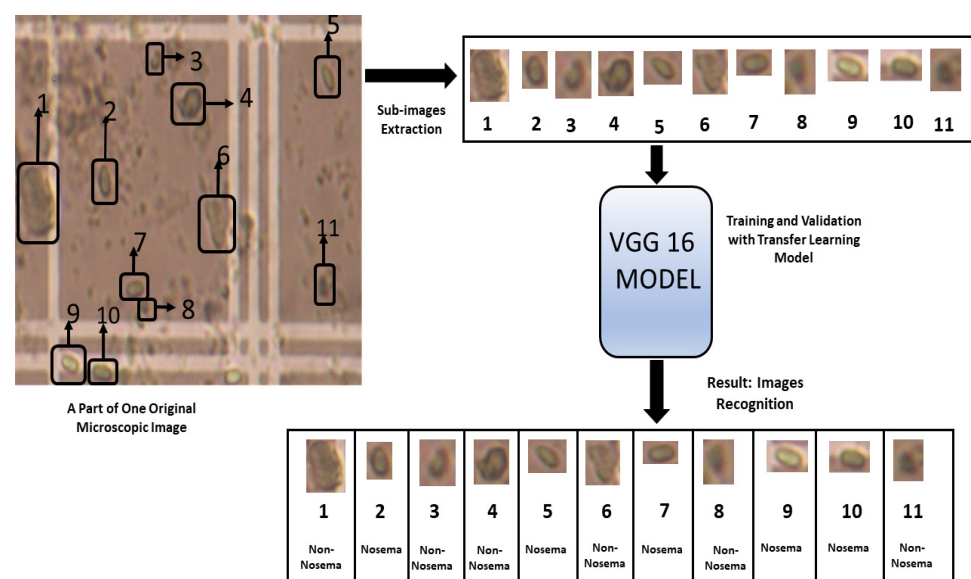 1
2
3
4
5
6
7
8
9
10
11
A Part of One Original
Microscopic Image
Sub-images
Extraction
1 2 3 4 5 6 7 8 9 10 11
VGG 16
MODEL
Training and Validation
with Transfer Learning
Model
Result: Images
Recognition
1 2 3 4 5 6 7 8 9 10 11
Non-
Nosema
Nosema
Non-
Nosema
Non-
Nosema
Nosema
Non-
Nosema
Nosema
Non-
Nosema
Nosema
Nosema
Non-
Nosema